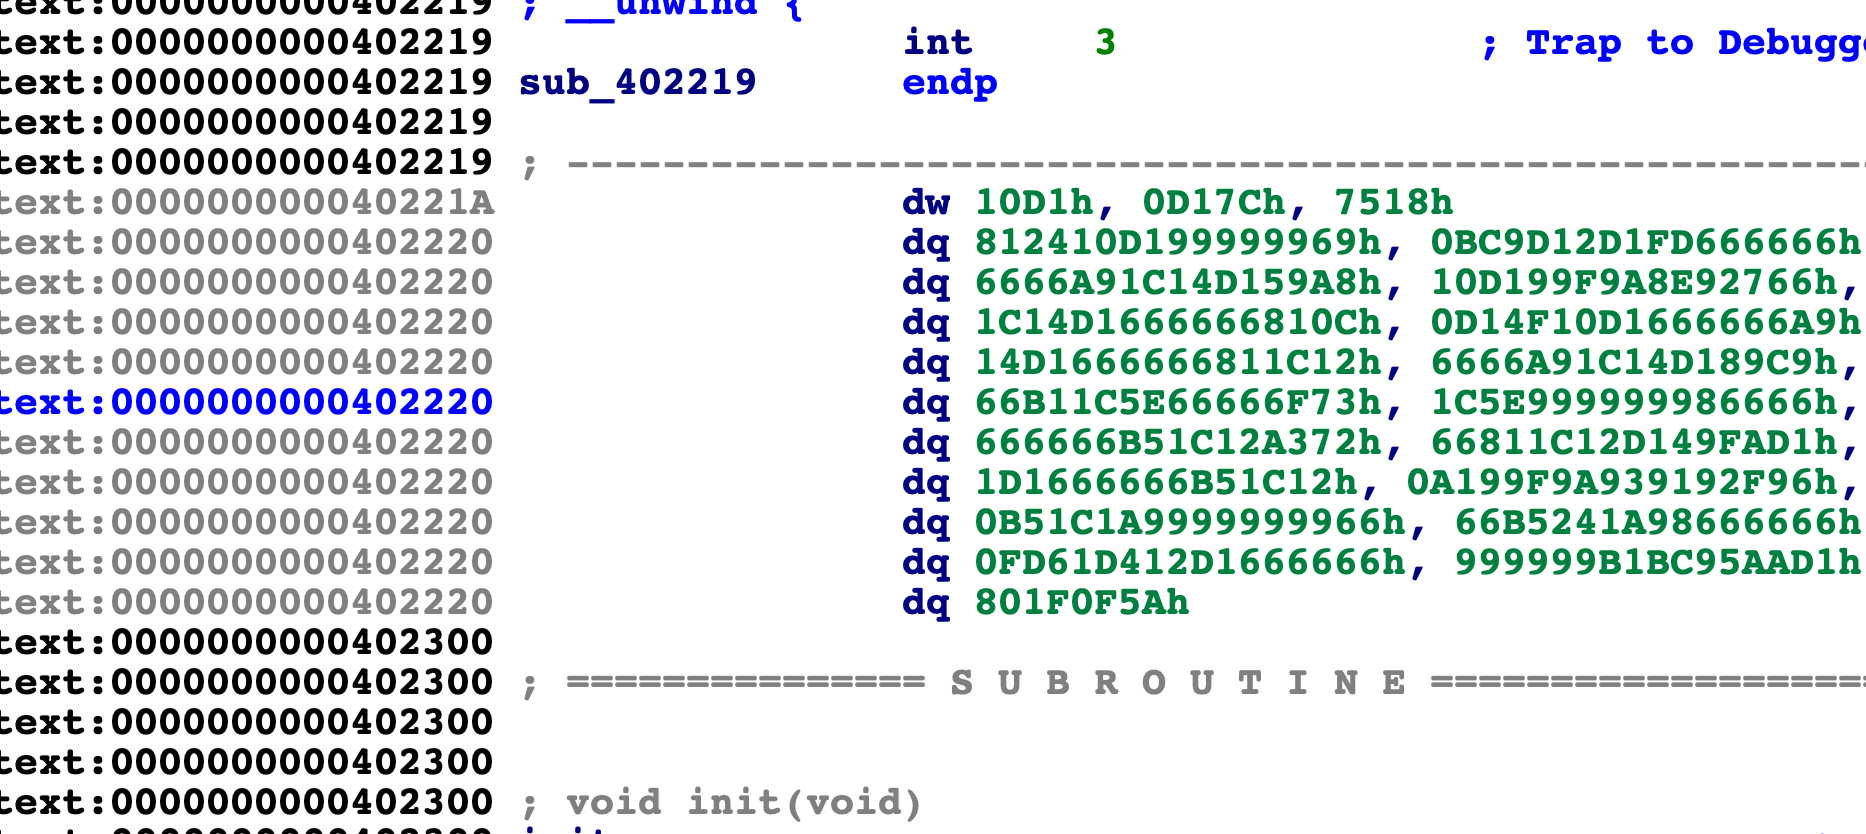 text:0000000000402219 ; __unwind {
text:0000000000402219 int 3 ; Trap to Debugge
text:0000000000402219 sub_402219 endp
text:0000000000402219
text:0000000000402219 ; ------------------------------------------------------
text:000000000040221A dw 10D1h, 0D17Ch, 7518h
text:0000000000402220 dq 812410D199999969h, 0BC9D12D1FD666666h
text:0000000000402220 dq 6666A91C14D159A8h, 10D199F9A8E92766h,
text:0000000000402220 dq 1C14D1666666810Ch, 0D14F10D1666666A9h
text:0000000000402220 dq 14D1666666811C12h, 6666A91C14D189C9h,
text:0000000000402220 dq 66B11C5E66666F73h, 1C5E999999986666h,
text:0000000000402220 dq 666666B51C12A372h, 66811C12D149FAD1h,
text:0000000000402220 dq 1D1666666B51C12h, 0A199F9A939192F96h,
text:0000000000402220 dq 0B51C1A9999999966h, 66B5241A98666666h
text:0000000000402220 dq 0FD61D412D1666666h, 999999B1BC95AAD1h
text:0000000000402220 dq 801F0F5Ah
text:0000000000402300
text:0000000000402300 ; =============== S U B R O U T I N E ==================
text:0000000000402300
text:0000000000402300
text:0000000000402300 ; void init(void)